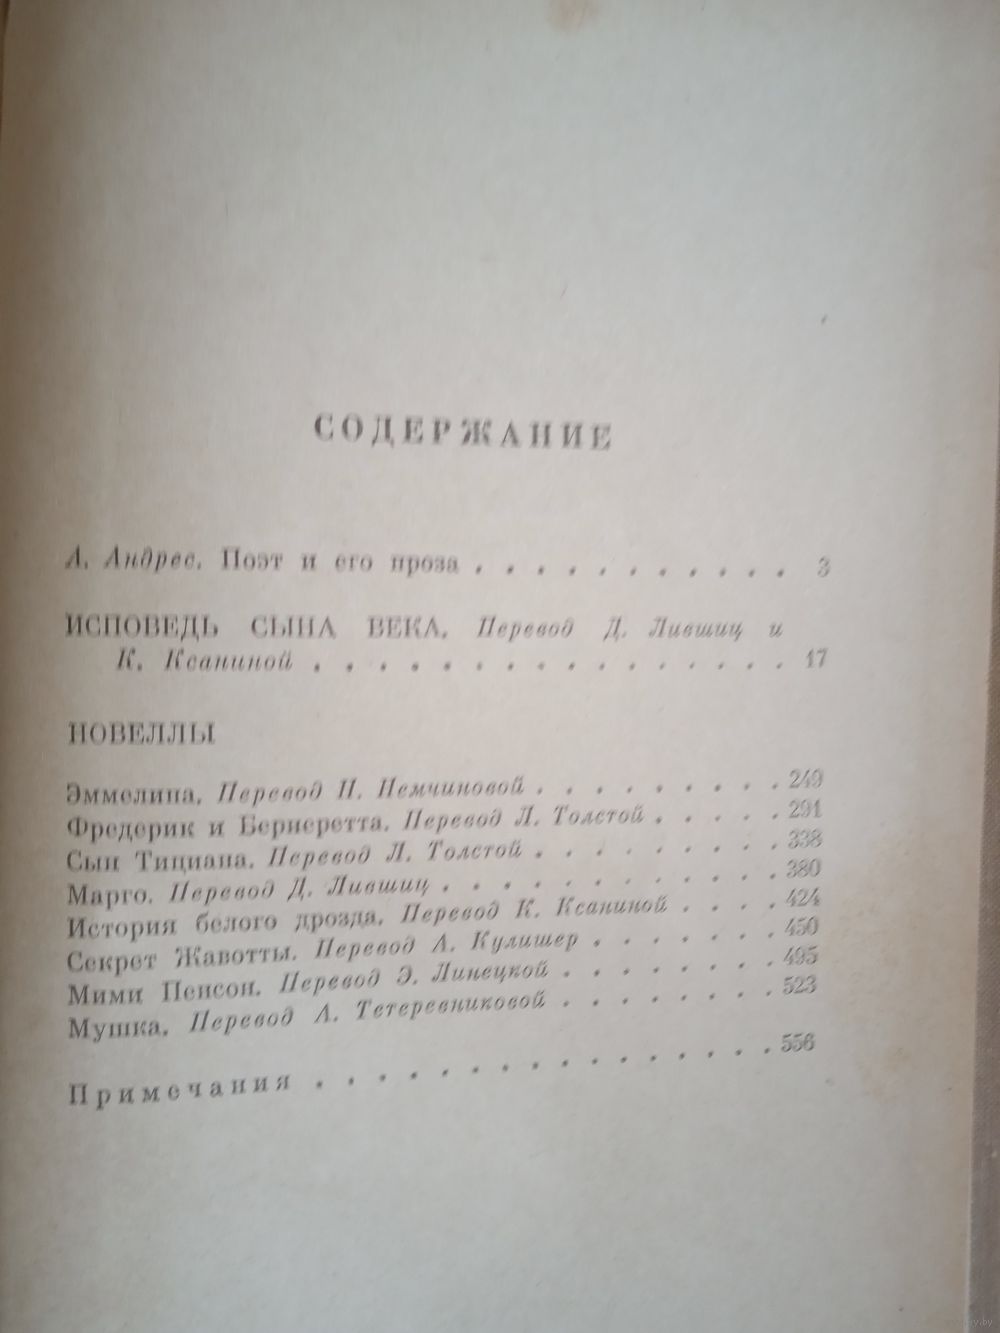 СОДЕРЖАНИЕ
А. Андрес. Поэт и его проза . . . . . . . . . . . 3
ИСПОВЕДЬ СЫНА ВЕКА. Перевод Д. Лившиц и
К. Ксаниной . . . . . . . . . . . . . . . . 17
НОВЕЛЛЫ
Эммелина. Перевод Н. Немчиновой . . . . . . . . . 249
Фредерик и Бернеретта. Перевод Л. Толстой . . . . . 291
Сын Тициана. Перевод Л. Толстой . . . . . . . . . 338
Марго. Перевод Д. Лившиц . . . . . . . . . . . . 380
История белого дрозда. Перевод К. Ксаниной . . . . 424
Секрет Жавотты. Перевод А. Кулишер . . . . . . . 450
Мими Пенсон. Перевод Э. Линецкой . . . . . . . . 495
Мушка. Перевод А. Тетеревниковой . . . . . . . . 523
Примечания . . . . . . . . . . . . . . . . 556